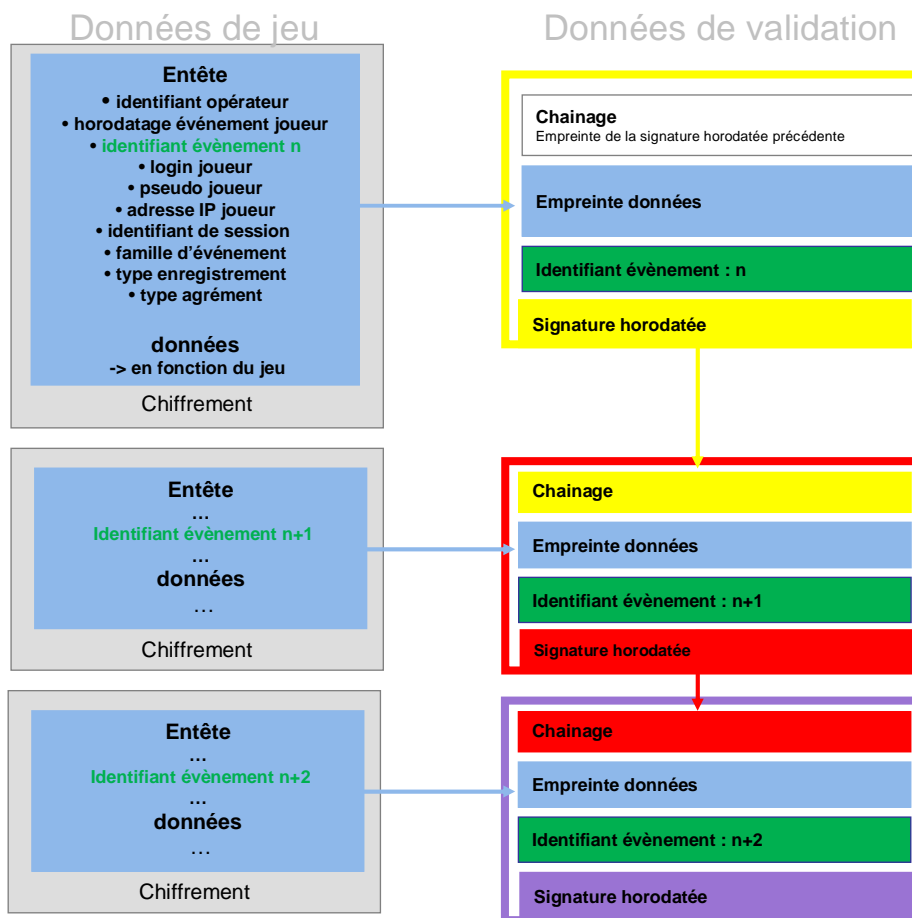 Données de jeu
Données de validation
Entête
• identifiant opérateur
• horodatage événement joueur
• identifiant évènement n
• login joueur
• pseudo joueur
• adresse IP joueur
• identifiant de session
• famille d'événement
• type enregistrement
• type agrément
données
-> en fonction du jeu
Chiffrement
Chainage
Empreinte de la signature horodatée précédente
Empreinte données
Identifiant évènement : n
Signature horodatée
Entête
...
Identifiant évènement n+1
...
données
...
Chiffrement
Chainage
Empreinte données
Identifiant évènement : n+1
Signature horodatée
Entête
...
Identifiant évènement n+2
...
données
...
Chiffrement
Chainage
Empreinte données
Identifiant évènement : n+2
Signature horodatée